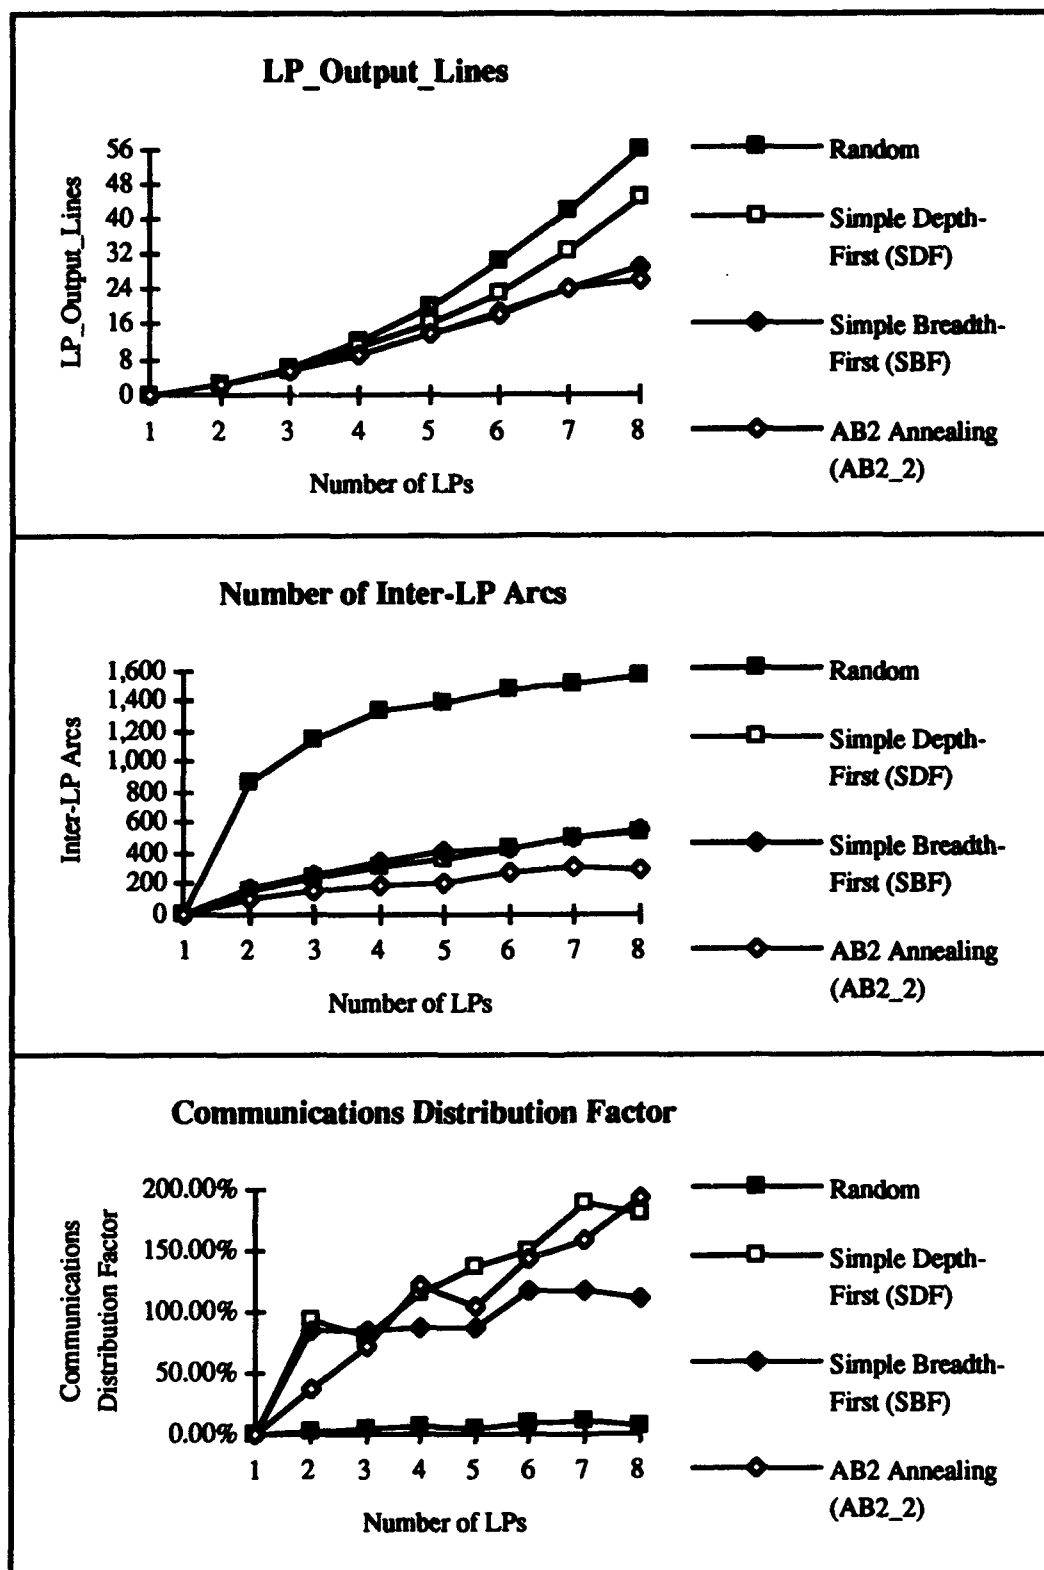 LP_Output_Lines
56
48
40
32
24
16
8
0
LP_Output_Lines
1 2 3 4 5 6 7 8
Number of LPs
Random
Simple Depth-
First (SDF)
Simple Breadth-
First (SBF)
AB2 Annealing
(AB2_2)
Number of Inter-LP Arcs
1,600
1,400
1,200
1,000
800
600
400
200
0
Inter-LP Arcs
1 2 3 4 5 6 7 8
Number of LPs
Random
Simple Depth-
First (SDF)
Simple Breadth-
First (SBF)
AB2 Annealing
(AB2_2)
Communications Distribution Factor
200.00%
150.00%
100.00%
50.00%
0.00%
Communications
Distribution Factor
1 2 3 4 5 6 7 8
Number of LPs
Random
Simple Depth-
First (SDF)
Simple Breadth-
First (SBF)
AB2 Annealing
(AB2_2)